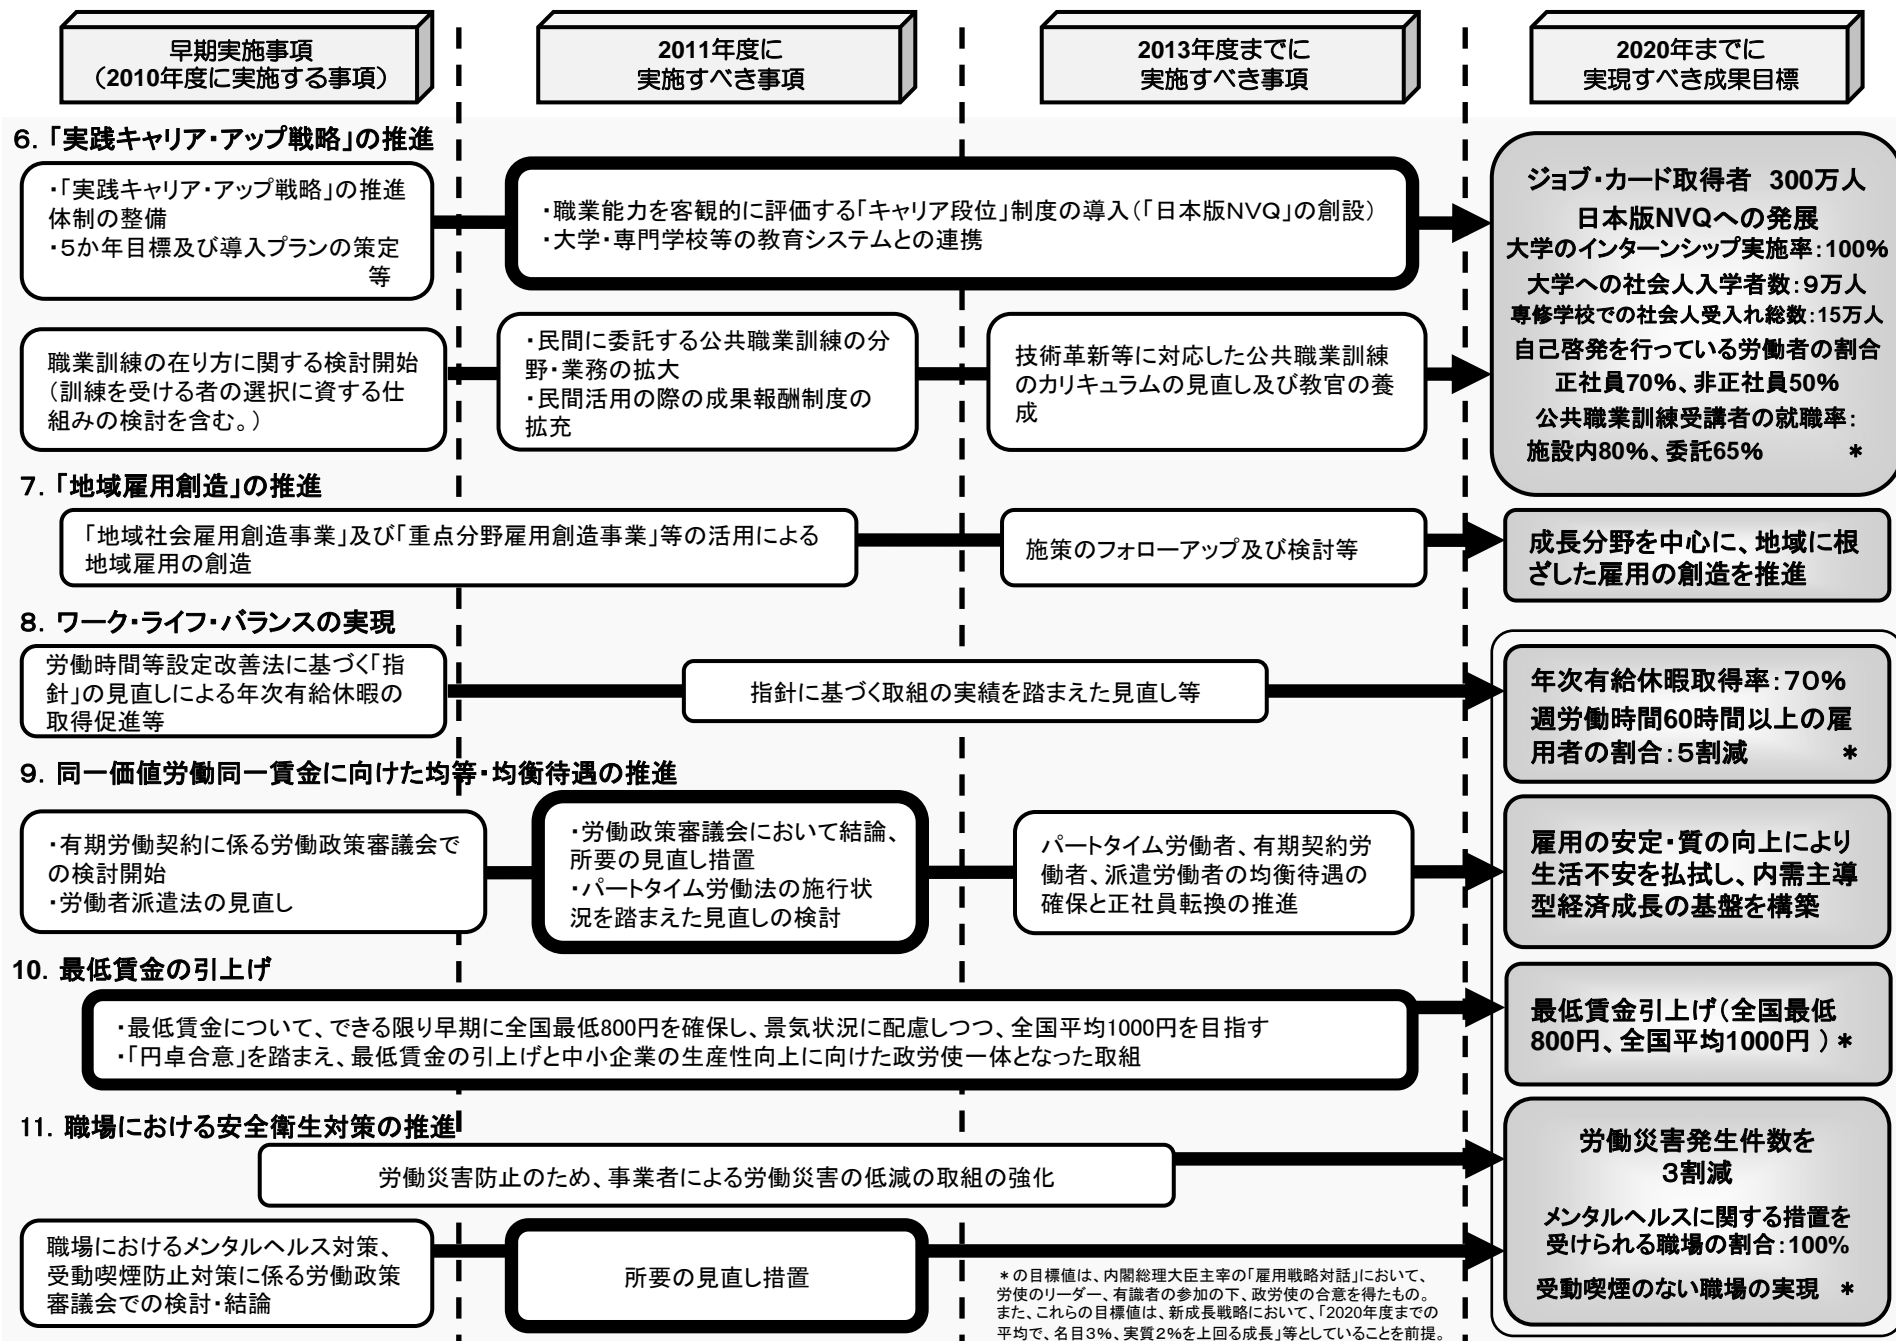 早期実施事項
（2010年度に実施する事項）
2011年度に
実施すべき事項
2013年度までに
実施すべき事項
2020年までに
実現すべき成果目標
６．「実践キャリア・アップ戦略」の推進
・「実践キャリア・アップ戦略」の推進
体制の整備
・５か年目標及び導入プランの策定
等
・職業能力を客観的に評価する「キャリア段位」制度の導入（「日本版ＮＶＱ」の創設）
・大学・専門学校等の教育システムとの連携
ジョブ・カード取得者　300万人
日本版NVQへの発展
大学のインターンシップ実施率：100%
大学への社会人入学者数：９万人
専修学校での社会人受入れ総数：15万人
自己啓発を行っている労働者の割合
正社員70%、非正社員50%
公共職業訓練受講者の就職率：
施設内80%、委託65%　＊
職業訓練の在り方に関する検討開始
（訓練を受ける者の選択に資する仕
組みの検討を含む。）
・民間に委託する公共職業訓練の分
野・業務の拡大
・民間活用の際の成果報酬制度の
拡充
技術革新等に対応した公共職業訓練
のカリキュラムの見直し及び教官の養
成
７．「地域雇用創造」の推進
「地域社会雇用創造事業」及び「重点分野雇用創造事業」等の活用による
地域雇用の創造
施策のフォローアップ及び検討等
成長分野を中心に、地域に根
ざした雇用の創造を推進
８．ワーク・ライフ・バランスの実現
労働時間等設定改善法に基づく「指
針」の見直しによる年次有給休暇の
取得促進等
指針に基づく取組の実績を踏まえた見直し等
年次有給休暇取得率：７０％
週労働時間60時間以上の雇
用者の割合：５割減　＊
９．同一価値労働同一賃金に向けた均等・均衡待遇の推進
・有期労働契約に係る労働政策審議会で
の検討開始
・労働者派遣法の見直し
・労働政策審議会において結論、
所要の見直し措置
・パートタイム労働法の施行状
況を踏まえた見直しの検討
パートタイム労働者、有期契約労
働者、派遣労働者の均衡待遇の
確保と正社員転換の推進
雇用の安定・質の向上により
生活不安を払拭し、内需主導
型経済成長の基盤を構築
10．最低賃金の引上げ
・最低賃金について、できる限り早期に全国最低800円を確保し、景気状況に配慮しつつ、全国平均1000円を目指す
・「円卓合意」を踏まえ、最低賃金の引上げと中小企業の生産性向上に向けた政労使一体となった取組
最低賃金引上げ（全国最低
800円、全国平均1000円 ）＊
11．職場における安全衛生対策の推進
労働災害防止のため、事業者による労働災害の低減の取組の強化
労働災害発生件数を
３割減
メンタルヘルスに関する措置を
受けられる職場の割合：100%
受動喫煙のない職場の実現　＊
職場におけるメンタルヘルス対策、
受動喫煙防止対策に係る労働政策
審議会での検討・結論
所要の見直し措置
＊の目標値は、内閣総理大臣主宰の「雇用戦略対話」において、
労使のリーダー、有識者の参加の下、政労使の合意を得たもの。
また、これらの目標値は、新成長戦略において、「2020年度までの
平均で、名目３％、実質２％を上回る成長」等としていることを前提。